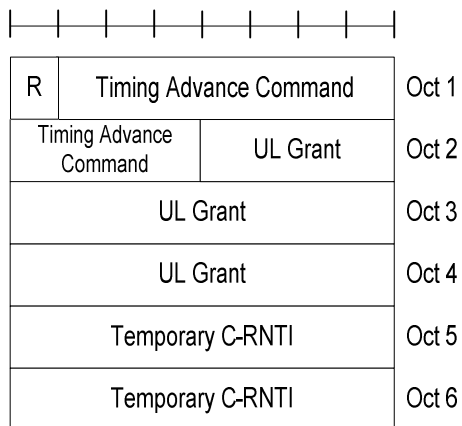 R Timing Advance Command Oct 1
Timing Advance
Command UL Grant Oct 2
UL Grant Oct 3
UL Grant Oct 4
Temporary C-RNTI Oct 5
Temporary C-RNTI Oct 6